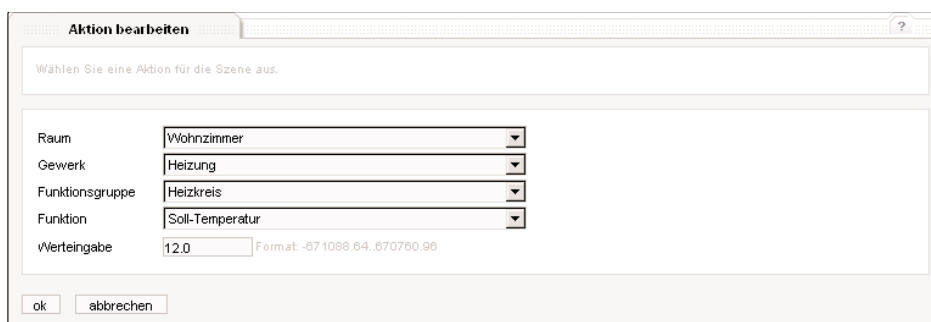 Aktion bearbeiten ?
Wählen Sie eine Aktion für die Szene aus.
Raum Wohnzimmer
Gewerk Heizung
Funktionsgruppe Heizkreis
Funktion Soll-Temperatur
Werteingabe 12.0 Format: -671088.64..670760.96
ok abbrechen